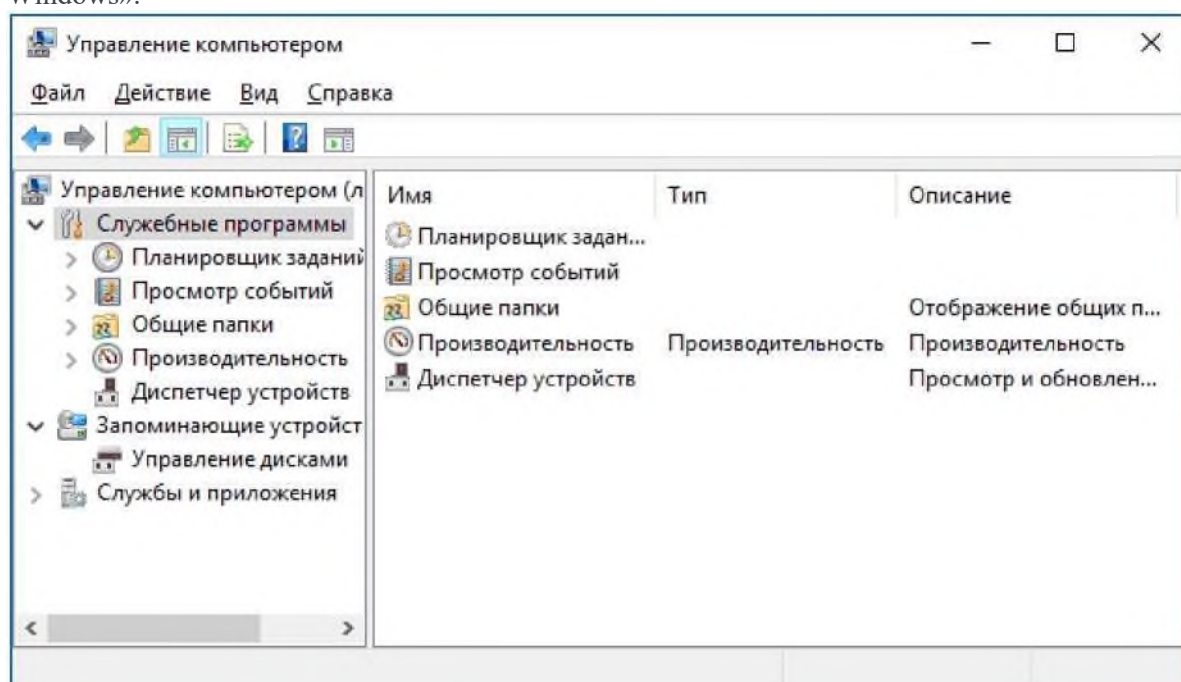 Windows».
Управление компьютером
Файл Действие Вид Справка
Управление компьютером (л
Служебные программы
Планировщик заданий
Просмотр событий
Общие папки
Производительность
Диспетчер устройств
Запоминающие устройст
Управление дисками
Службы и приложения
Имя Тип Описание
Планировщик задан...
Просмотр событий
Общие папки Отображение общих п...
Производительность Производительность Производительность
Диспетчер устройств Просмотр и обновлен...